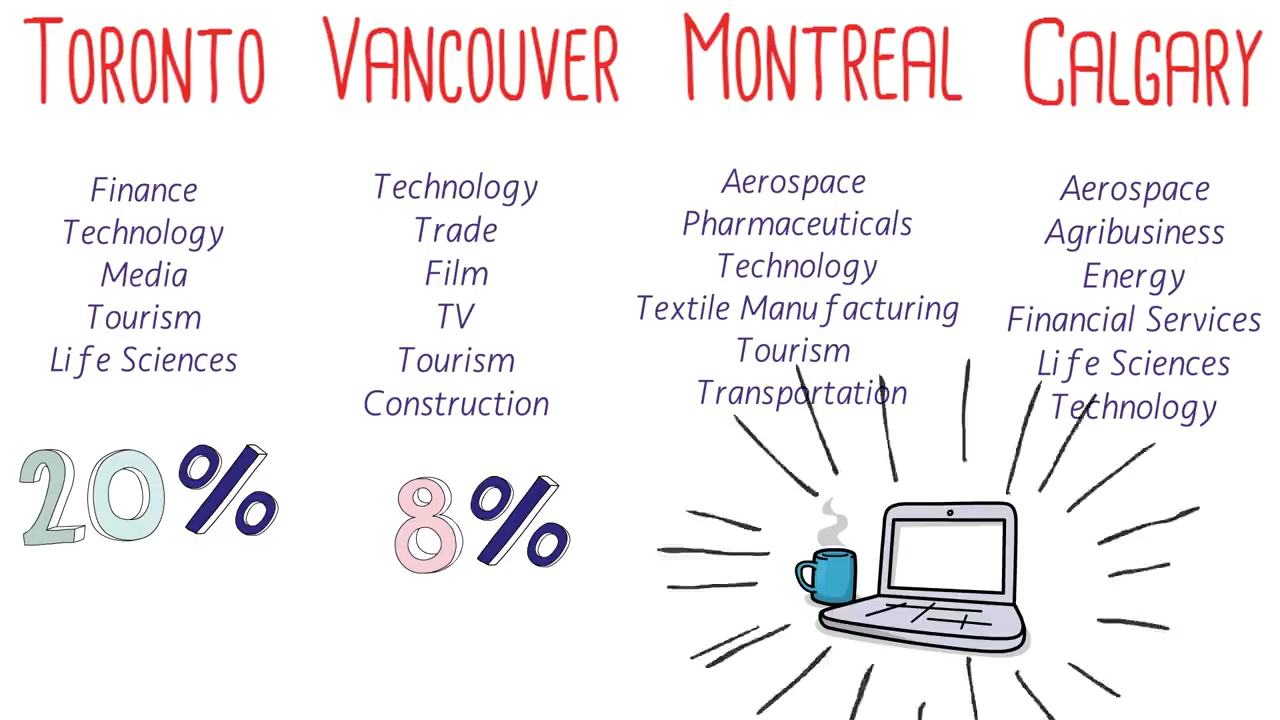 TORONTO
Finance
Technology
Media
Tourism
Life Sciences
20%
VANCOUVER
Technology
Trade
Film
TV
Tourism
Construction
8%
MONTREAL
Aerospace
Pharmaceuticals
Technology
Textile Manufacturing
Tourism
Transportation
CALGARY
Aerospace
Agribusiness
Energy
Financial Services
Life Sciences
Technology